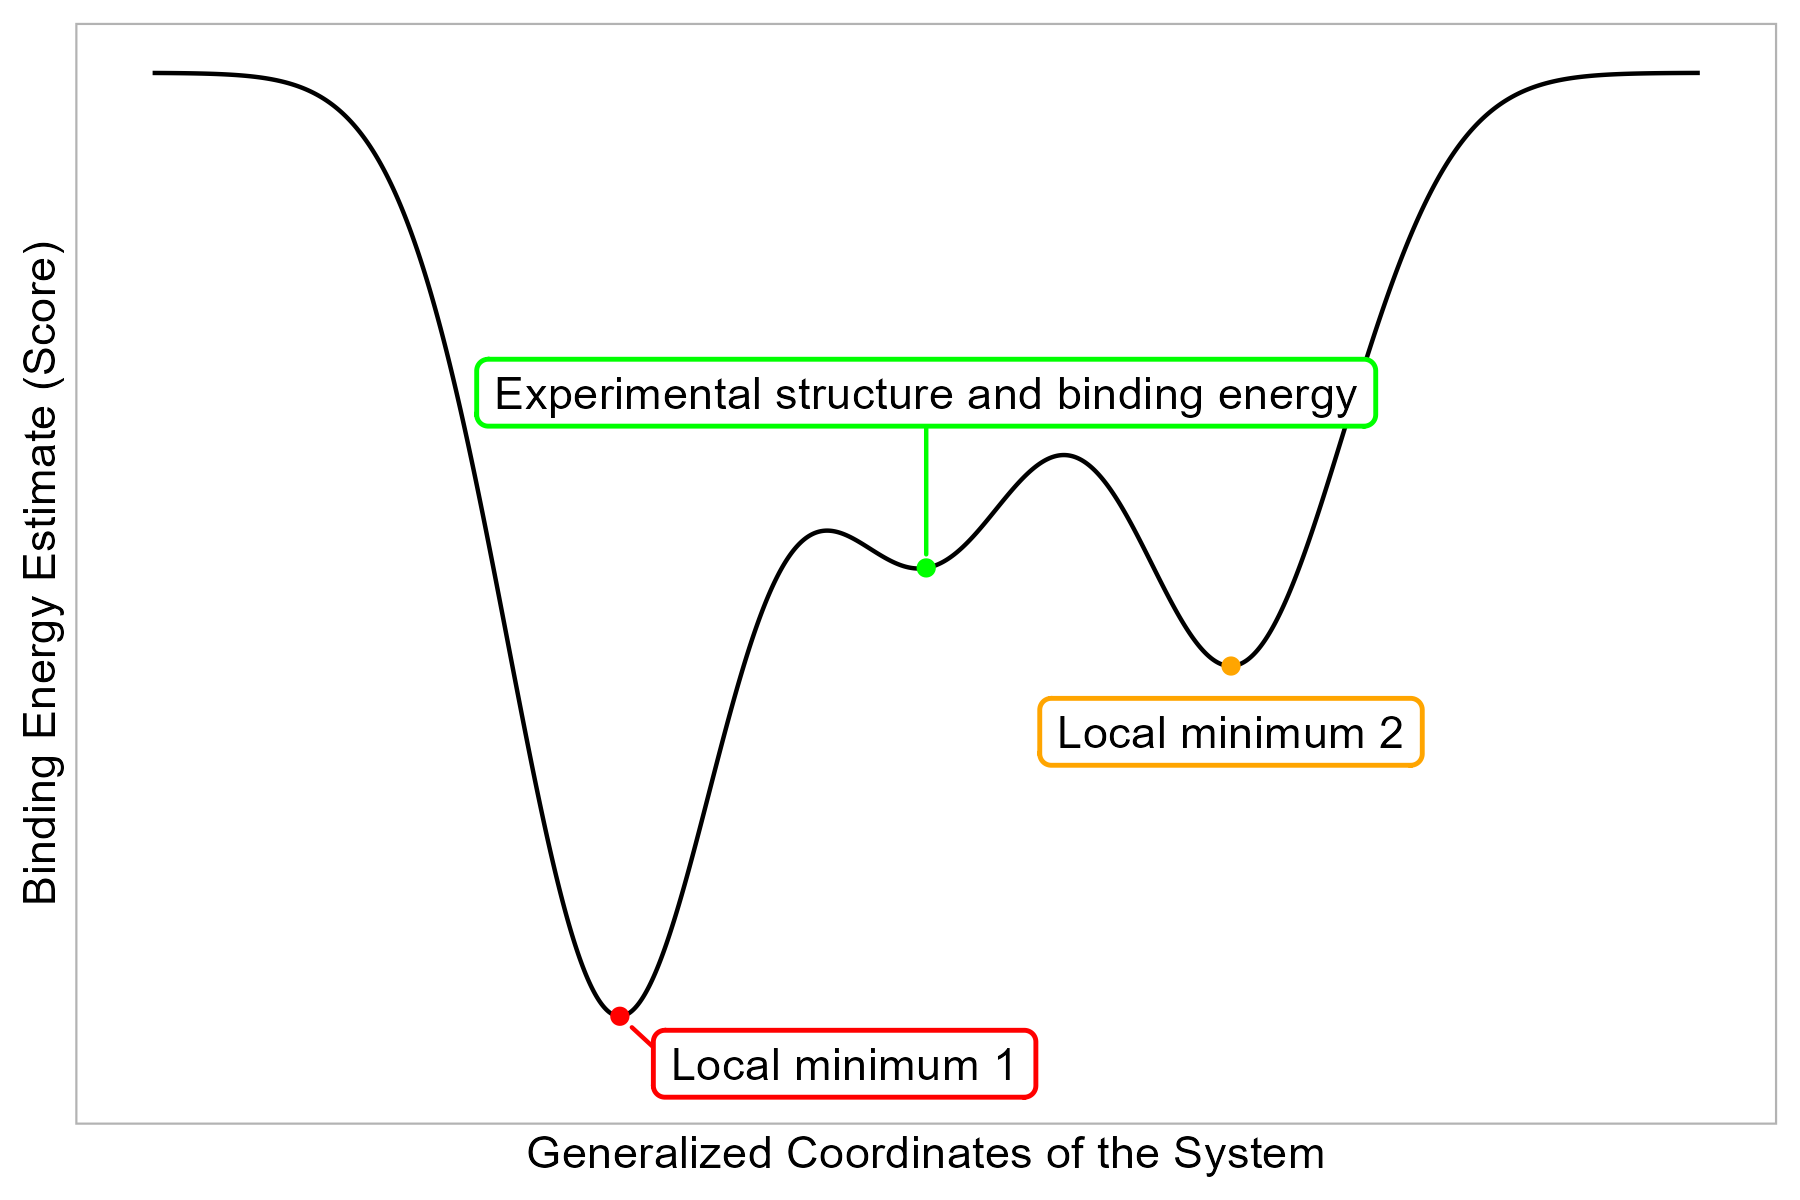 Binding Energy Estimate (Score)
Experimental structure and binding energy
Local minimum 2
Local minimum 1
Generalized Coordinates of the System